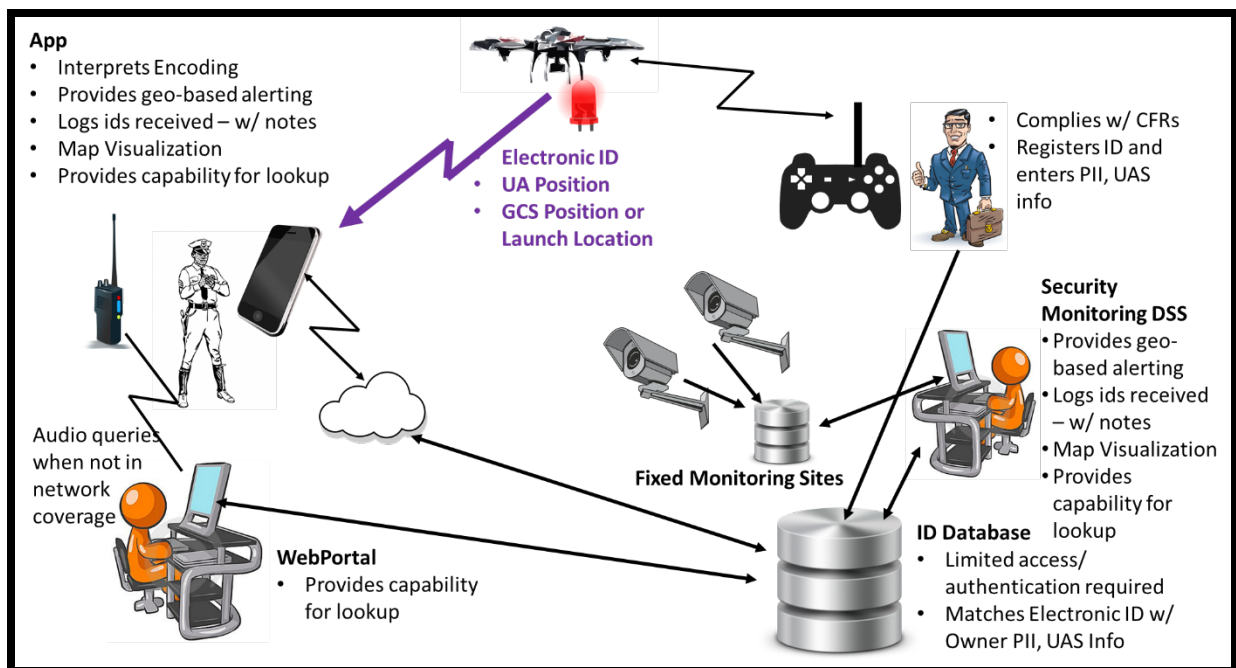 App
• Interprets Encoding
• Provides geo-based alerting
• Logs ids received – w/ notes
• Map Visualization
• Provides capability for lookup
• Electronic ID
• UA Position
• GCS Position or
Launch Location
• Complies w/ CFRs
• Registers ID and
enters PII, UAS
info
Security
Monitoring DSS
• Provides geo-
based alerting
• Logs ids received
– w/ notes
• Map Visualization
• Provides
capability for
lookup
Fixed Monitoring Sites
Audio queries
when not in
network
coverage
WebPortal
• Provides capability
for lookup
ID Database
• Limited access/
authentication required
• Matches Electronic ID w/
Owner PII, UAS Info